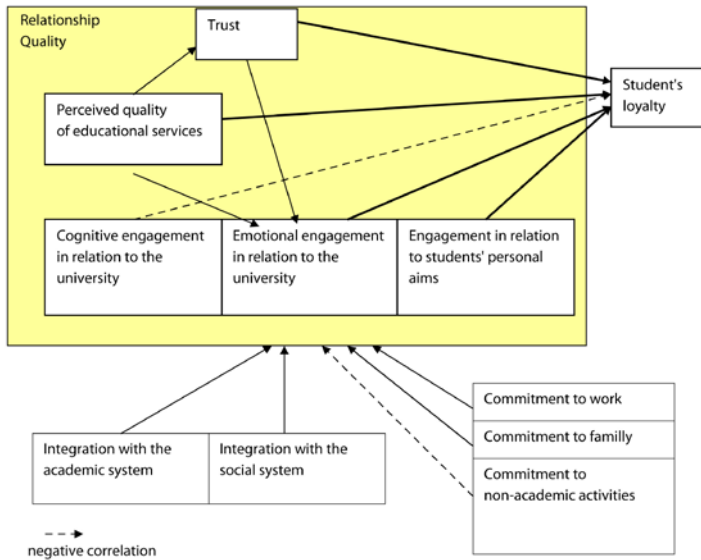 Relationship
Quality
Trust
Student's
loyalty
Perceived quality
of educational services
Cognitive engagement
in relation to the
university
Emotional engagement
in relation to the
university
Engagement in relation
to students' personal
aims
Commitment to work
Commitment to familly
Commitment to
non-academic activities
Integration with the
academic system
Integration with the
social system
negative correlation